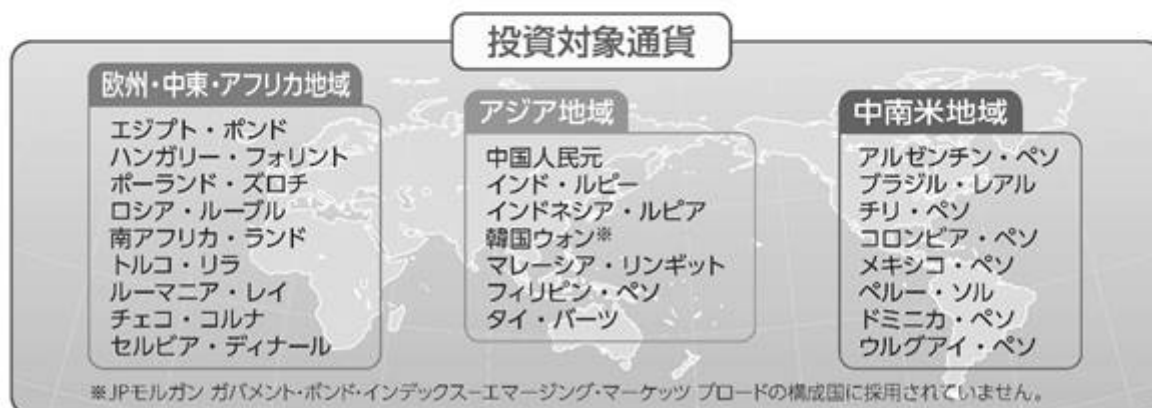 投資対象通貨
欧州・中東・アフリカ地域
エジプト・ポンド
ハンガリー・フォリント
ポーランド・ズロチ
ロシア・ルーブル
南アフリカ・ランド
トルコ・リラ
ルーマニア・レイ
チェコ・コルナ
セルビア・ディナール
アジア地域
中国人民元
インド・ルピー
インドネシア・ルピア
韓国ウォン※
マレーシア・リンギット
フィリピン・ペソ
タイ・バーツ
中南米地域
アルゼンチン・ペソ
ブラジル・レアル
チリ・ペソ
コロンビア・ペソ
メキシコ・ペソ
ペルー・ソル
ドミニカ・ペソ
ウルグアイ・ペソ
※JPモルガン ガバメント・ボンド・インデックスーエマージング・マーケッツ ブロードの構成国に採用されていません。